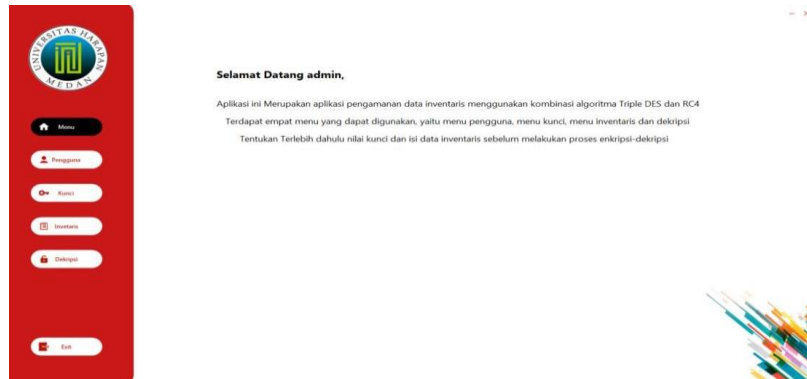 UNIVERSITAS HARAPAN
MEDAN
Menu
Pengguna
Kunci
Inventaris
Dekripsi
Exit
Selamat Datang admin,
Aplikasi ini Merupakan aplikasi pengamanan data inventaris menggunakan kombinasi algoritma Triple DES dan RC4
Terdapat empat menu yang dapat digunakan, yaitu menu pengguna, menu kunci, menu inventaris dan dekripsi
Tentukan Terlebih dahulu nilai kunci dan isi data inventaris sebelum melakukan proses enkripsi-dekripsi